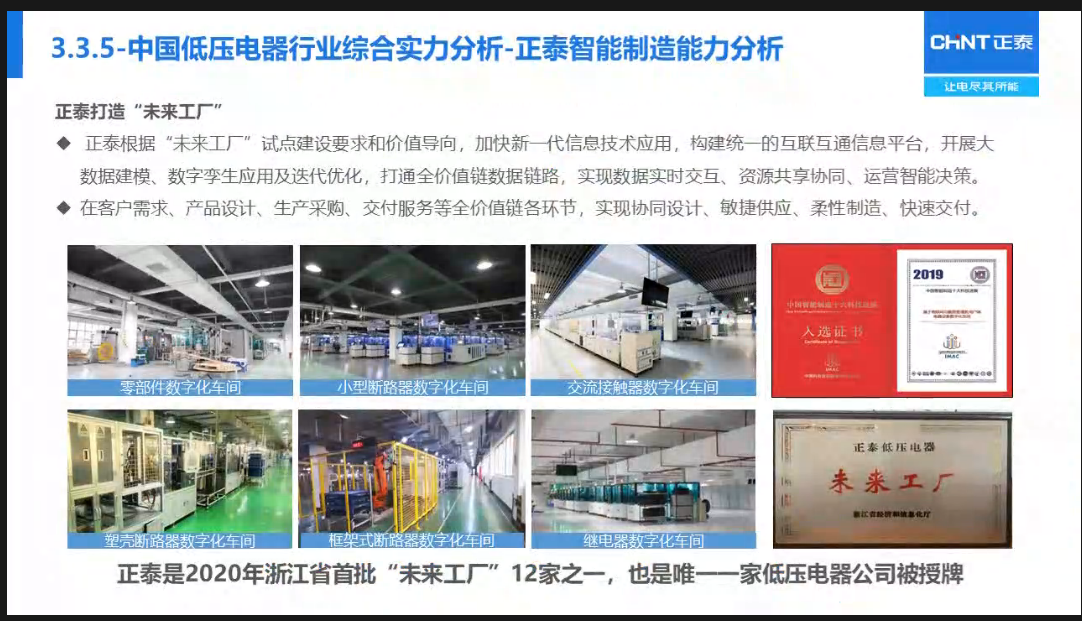 3.3.5-中国低压电器行业综合实力分析-正泰智能制造能力分析
CHNT正泰
让电尽其所能
正泰打造“未来工厂”
◆ 正泰根据“未来工厂”试点建设要求和价值导向，加快新一代信息技术应用，构建统一的互联互通信息平台，开展大
数据建模、数字孪生应用及迭代优化，打通全价值链数据链路，实现数据实时交互、资源共享协同、运营智能决策。
◆ 在客户需求、产品设计、生产采购、交付服务等全价值链各环节，实现协同设计、敏捷供应、柔性制造、快速交付。
零部件数字化车间
小型断路器数字化车间
交流接触器数字化车间
中国智能制造十大科技进展
入选证书
2019
IMAC
塑壳断路器数字化车间
框架式断路器数字化车间
继电器数字化车间
正泰低压电器
未来工厂
浙江省经济和信息化厅
正泰是2020年浙江省首批“未来工厂”12家之一，也是唯一一家低压电器公司被授牌